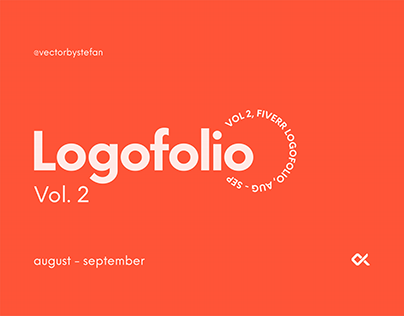 @vectorbystefan
VOL 2, FIVERR LOGOFOLIO, AUG - SEP
Logofolio
Vol. 2
august - september